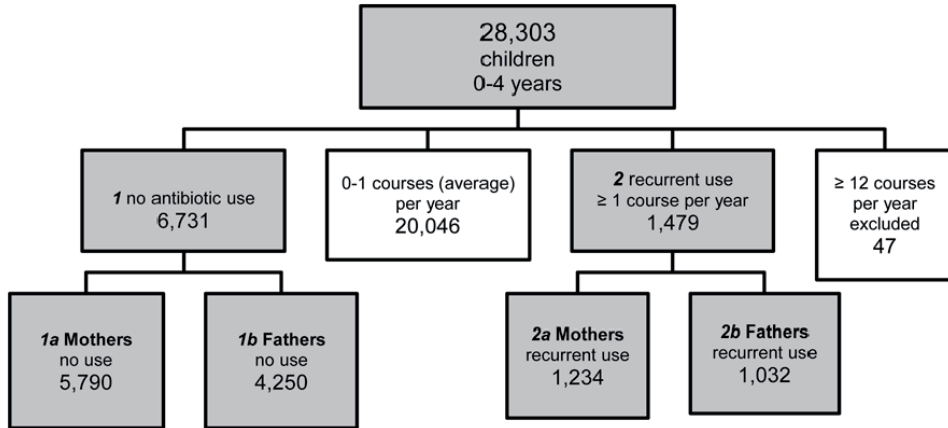 28,303
children
0-4 years
1 no antibiotic use
6,731
0-1 courses (average)
per year
20,046
2 recurrent use
≥ 1 course per year
1,479
≥ 12 courses
per year
excluded
47
1a Mothers
no use
5,790
1b Fathers
no use
4,250
2a Mothers
recurrent use
1,234
2b Fathers
recurrent use
1,032